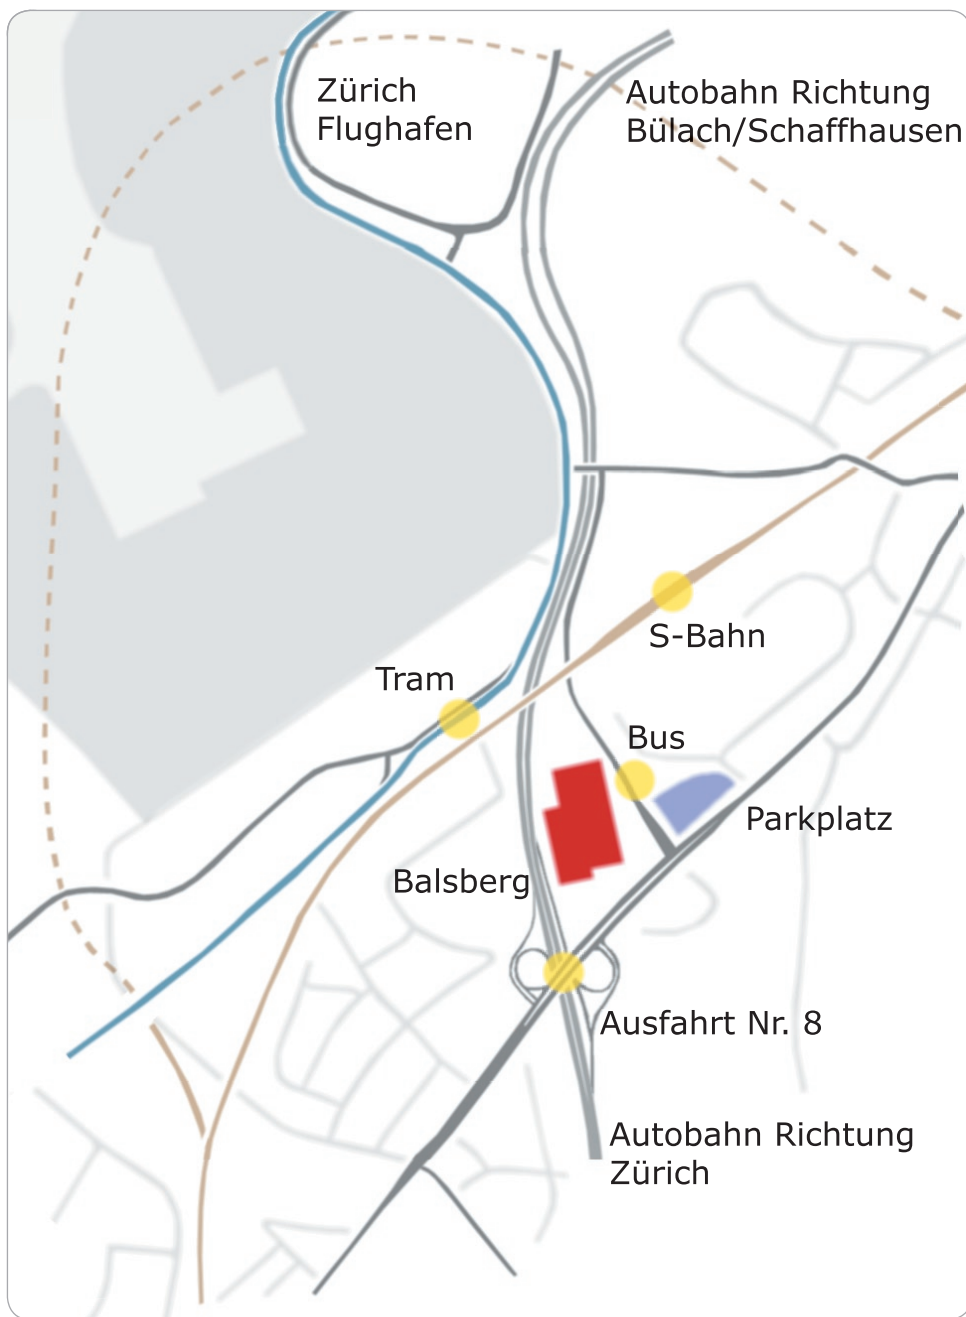 Zürich
Flughafen
Autobahn Richtung
Bülach/Schaffhausen
S-Bahn
Tram
Bus
Parkplatz
Balsberg
Ausfahrt Nr. 8
Autobahn Richtung
Zürich